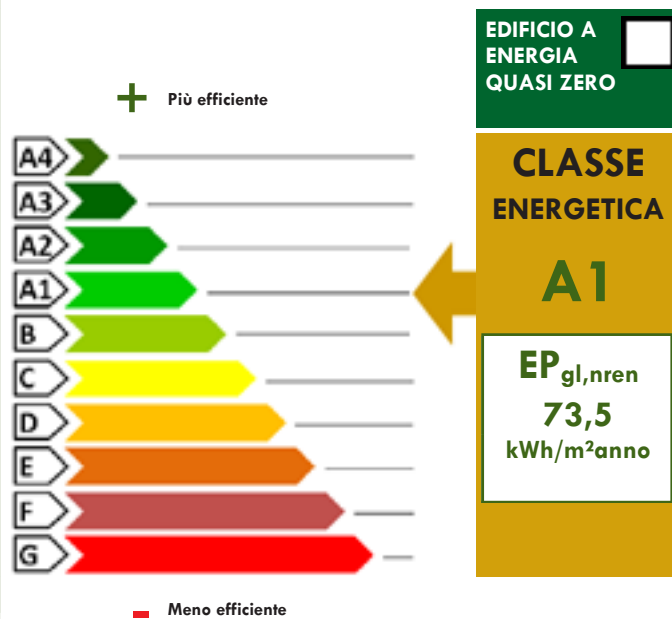 EDIFICIO A
ENERGIA
QUASI ZERO
+ Più efficiente
A4
A3
A2
A1
B
C
D
E
F
G
- Meno efficiente
CLASSE
ENERGETICA
A1
EPgl,nren
73,5
kWh/m²anno